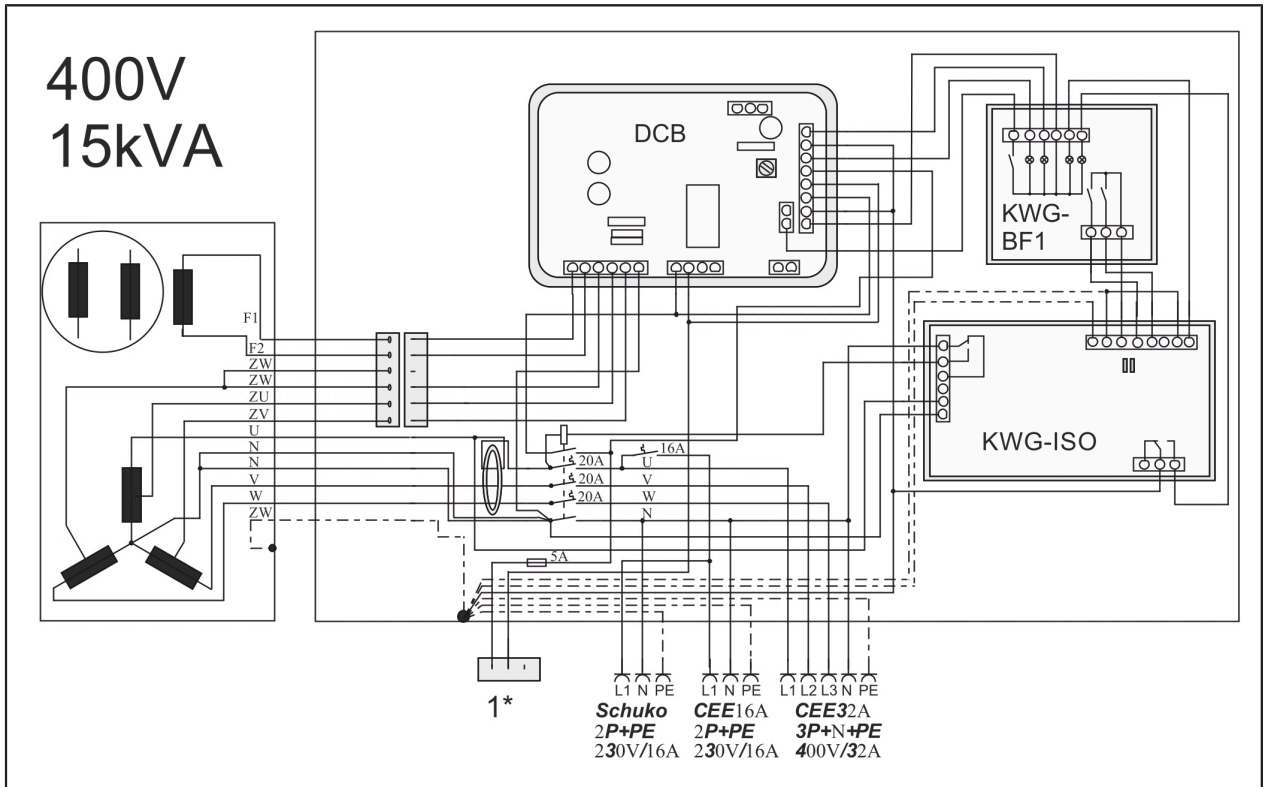 400V
15kVA
DCB
KWG-
BF1
KWG-ISO
F1
F2
ZW
ZW
ZU
ZV
U
N
N
V
W
ZW
16A
20A
U
20A
V
20A
W
N
5A
1*
L1 N PE
Schuko
2P+PE
230V/16A
L1 N PE
CEE16A
2P+PE
230V/16A
L1 L2 L3 N PE
CEE32A
3P+N+PE
400V/32A